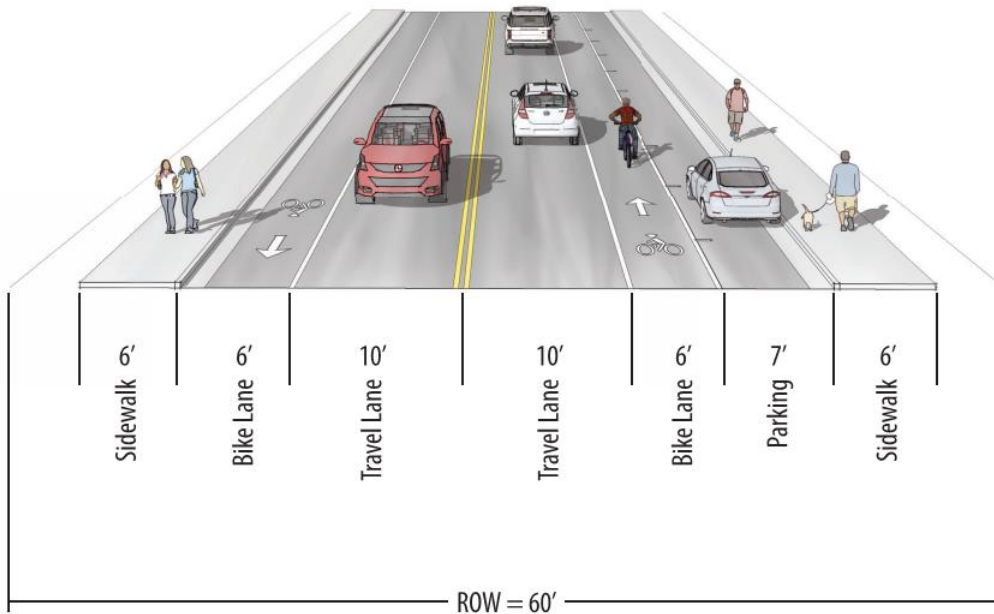 6′
6′
10′
10′
6′
7′
6′
Sidewalk
Bike Lane
Travel Lane
Travel Lane
Bike Lane
Parking
Sidewalk
ROW = 60′